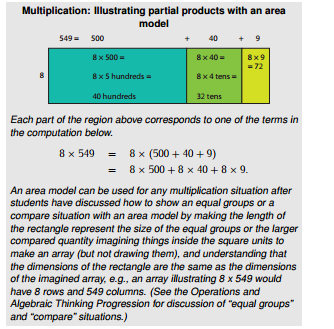 Multiplication: Illustrating partial products with an area
model
549 = 500 + 40 + 9
8 × 500 = 8 × 40 = 8 × 9
= 72
8 8 × 5 hundreds = 8 × 4 tens =
40 hundreds 32 tens
Each part of the region above corresponds to one of the terms in
the computation below.
8 × 549 = 8 × (500 + 40 + 9)
= 8 × 500 + 8 × 40 + 8 × 9.
An area model can be used for any multiplication situation after
students have discussed how to show an equal groups or a
compare situation with an area model by making the length of
the rectangle represent the size of the equal groups or the larger
compared quantity imagining things inside the square units to
make an array (but not drawing them), and understanding that
the dimensions of the rectangle are the same as the dimensions
of the imagined array, e.g., an array illustrating 8 x 549 would
have 8 rows and 549 columns. (See the Operations and
Algebraic Thinking Progression for discussion of “equal groups”
and “compare” situations.)